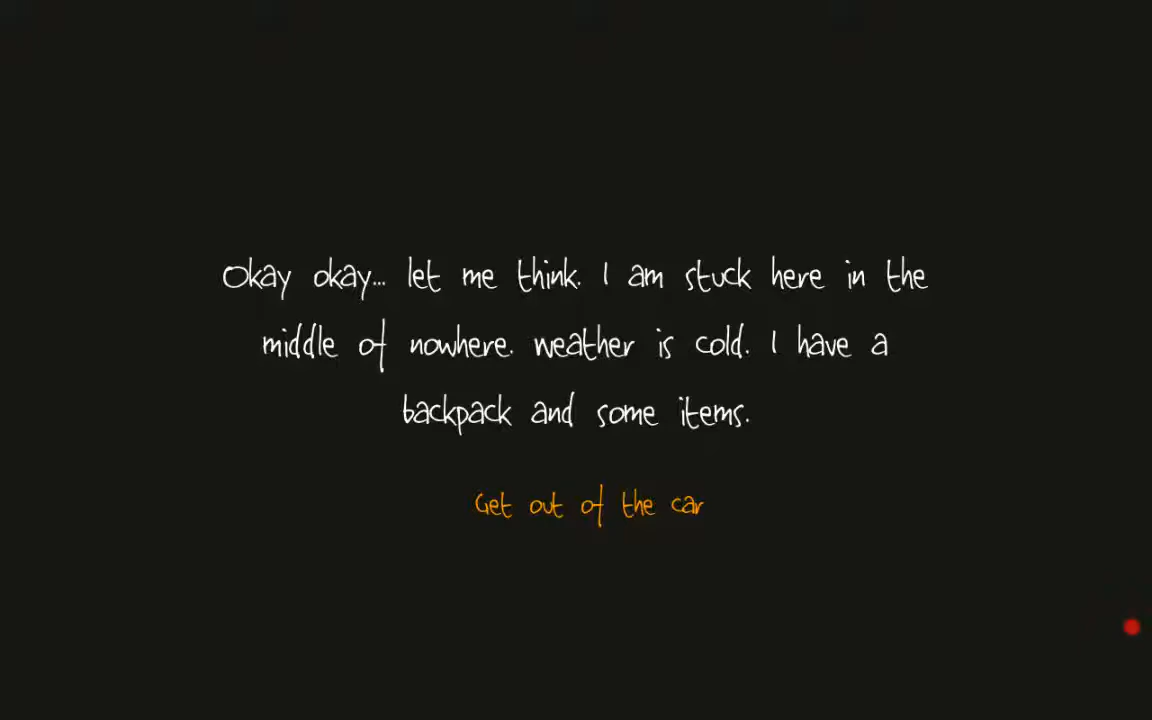 Okay okay... let me think. I am stuck here in the
middle of nowhere. weather is cold. I have a
backpack and some items.
Get out of the car